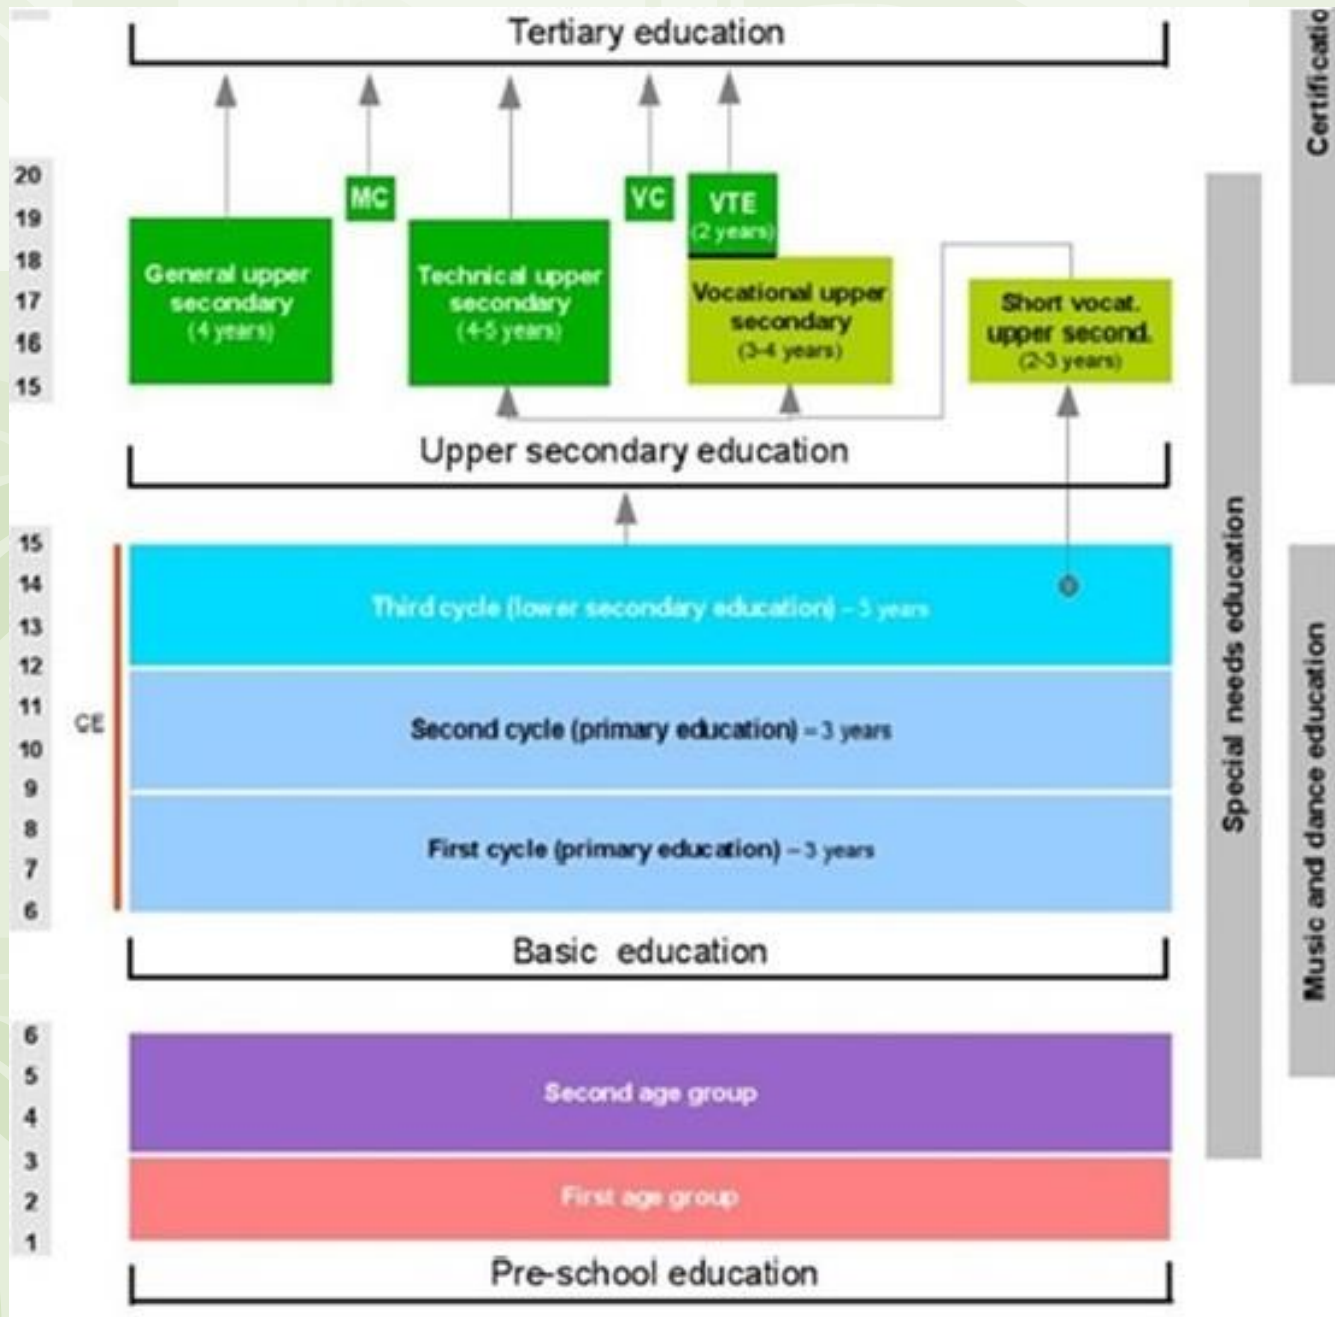 Tertiary education
20
19
18
17
16
15
General upper
secondary
(4 years)
MC
Technical upper
secondary
(4-5 years)
VC
VTE
(2 years)
Vocational upper
secondary
(3-4 years)
Short vocat.
upper second.
(2-3 years)
Upper secondary education
15
14
13
12
11
10
9
8
7
6
CE
Third cycle (lower secondary education) – 3 years
Second cycle (primary education) – 3 years
First cycle (primary education) – 3 years
Basic education
6
5
4
3
2
1
Second age group
First age group
Pre-school education
Special needs education
Certificatio
Music and dance education